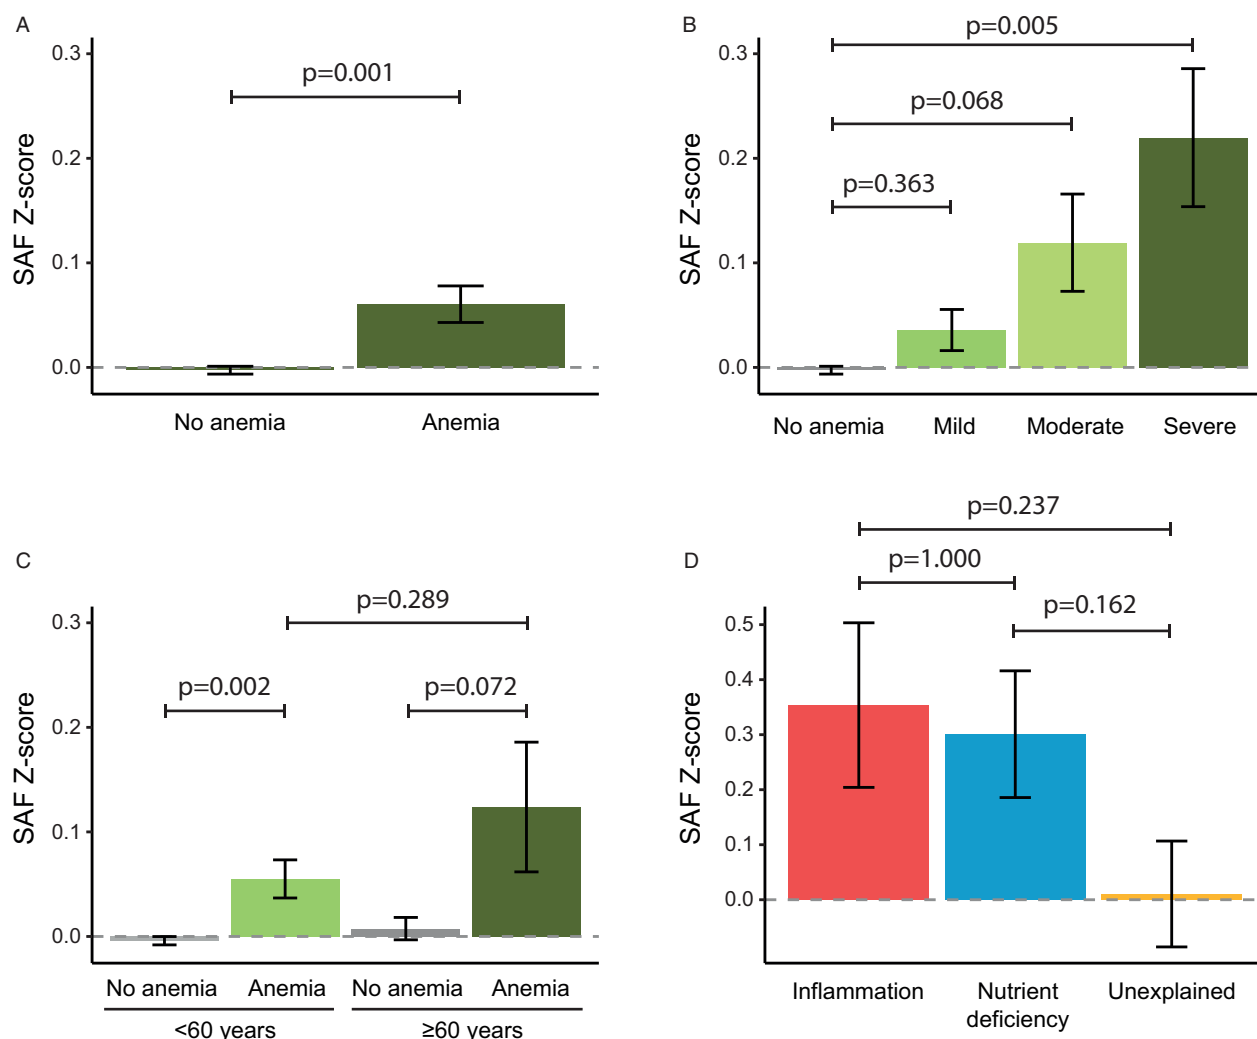 A
0.3
0.2
0.1
0.0
SAF Z-score
p=0.001
No anemia
Anemia
B
0.3
0.2
0.1
0.0
SAF Z-score
p=0.005
p=0.068
p=0.363
No anemia
Mild
Moderate
Severe
C
0.3
0.2
0.1
0.0
SAF Z-score
p=0.289
p=0.002
p=0.072
No anemia
Anemia
No anemia
Anemia
<60 years
≥60 years
D
0.5
0.4
0.3
0.2
0.1
0.0
SAF Z-score
p=0.237
p=1.000
p=0.162
Inflammation
Nutrient
deficiency
Unexplained